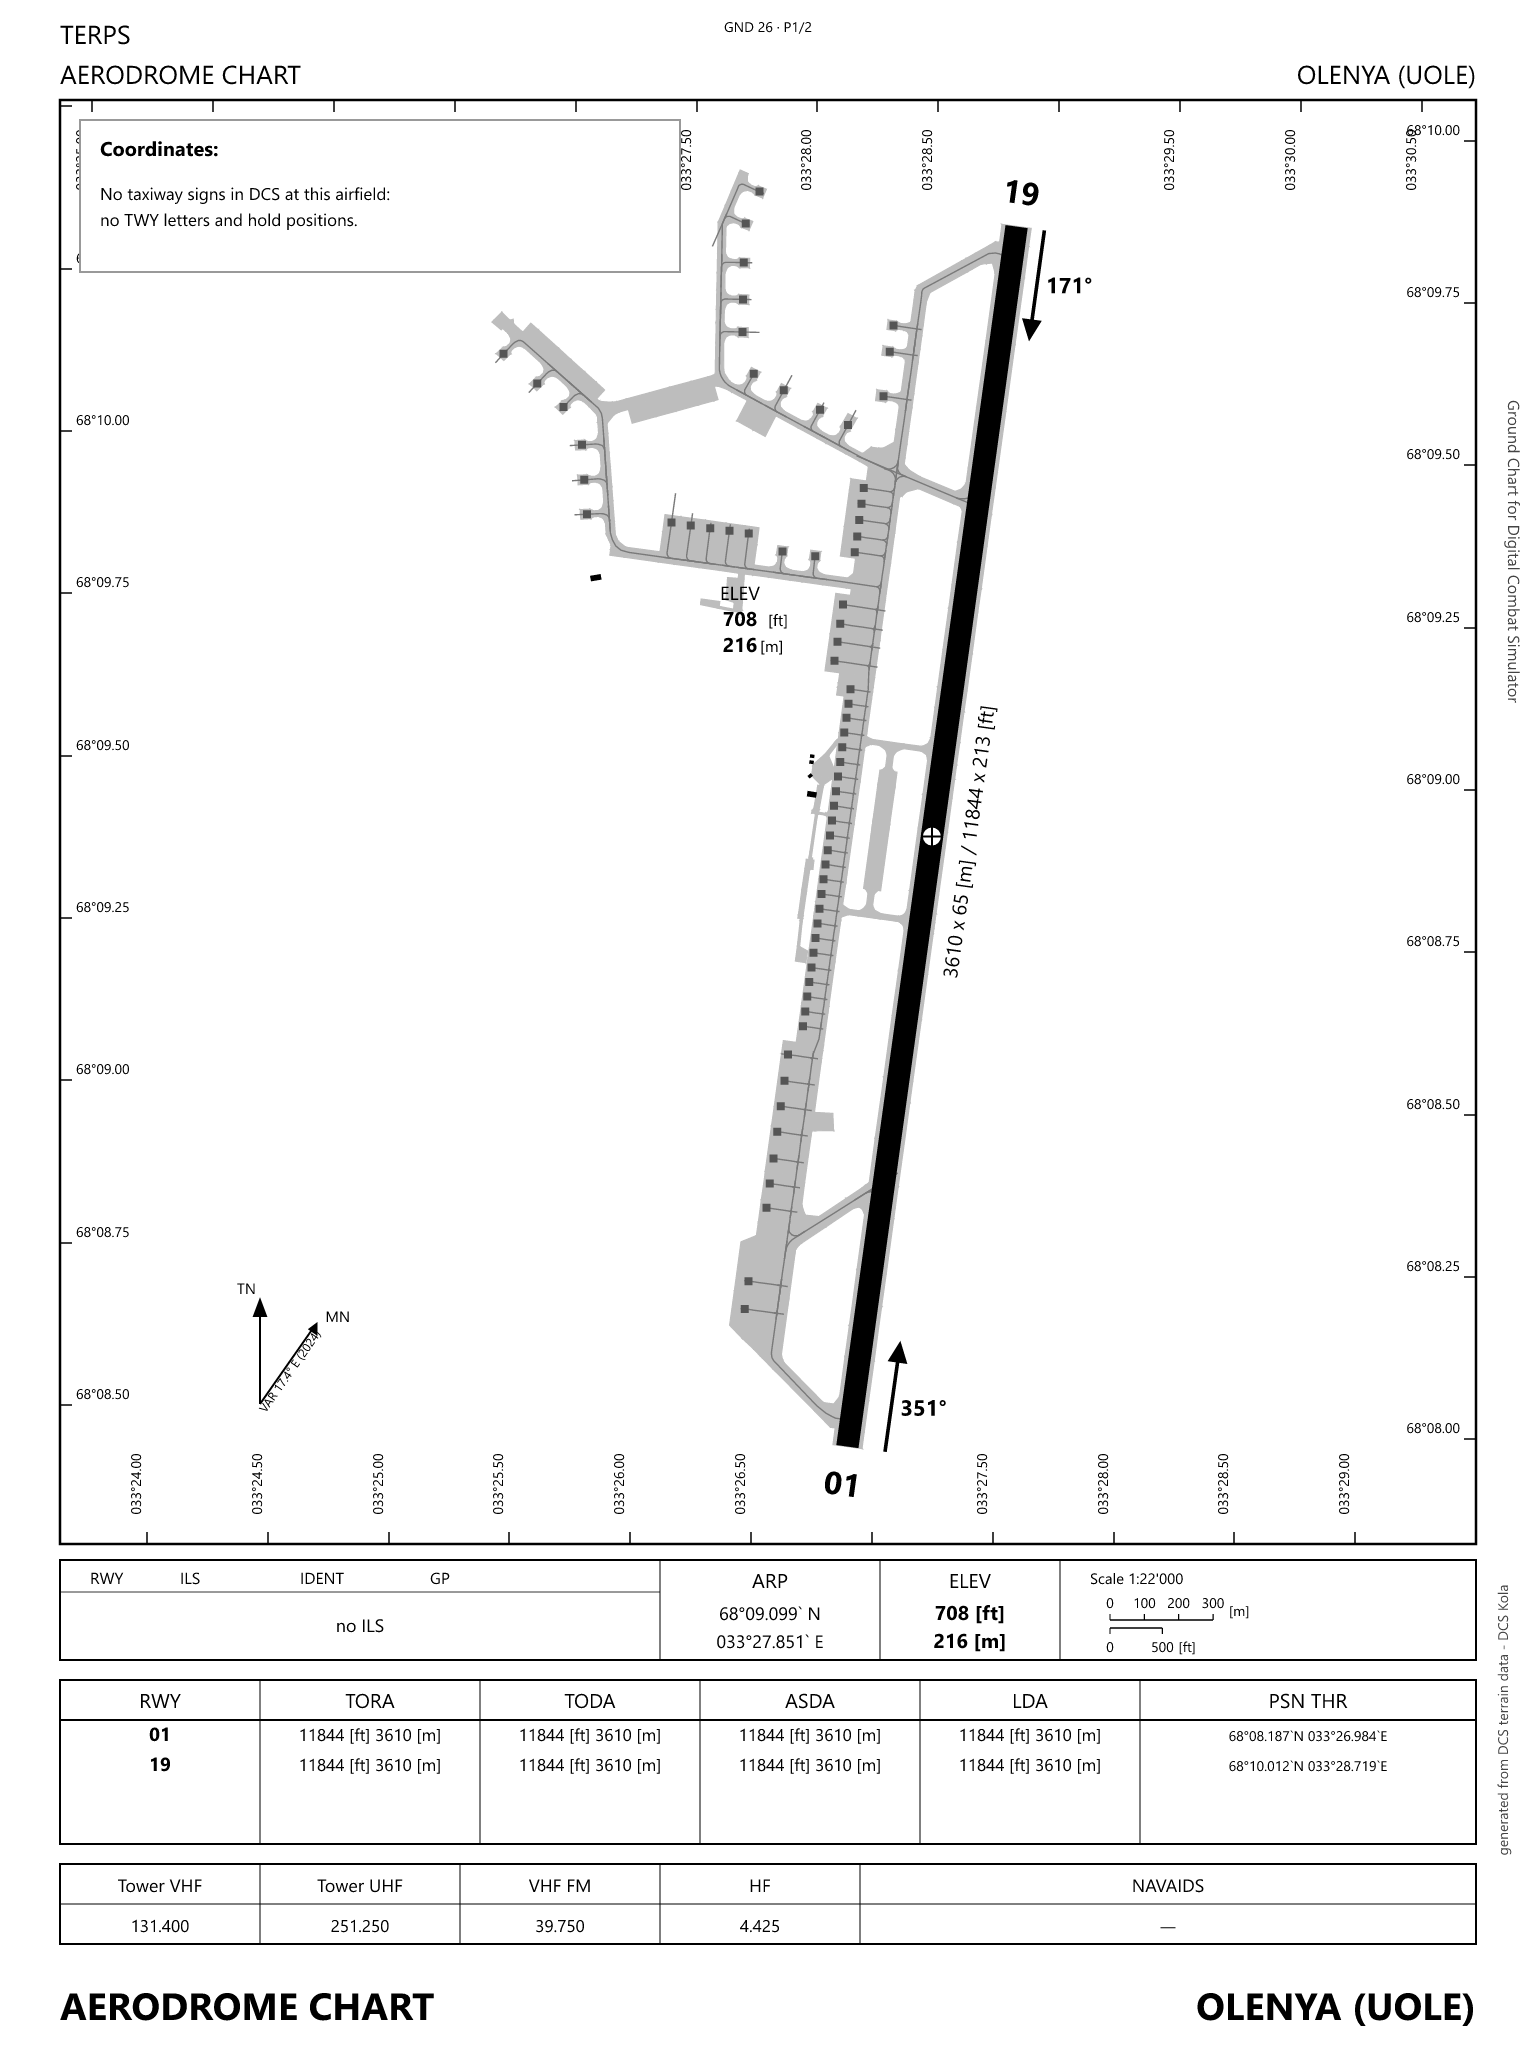 GND 26 · P1/2
TERPS
AERODROME CHART
OLENYA (UOLE)
Coordinates:
No taxiway signs in DCS at this airfield:
no TWY letters and hold positions.
033°27.50
033°28.00
033°28.50
033°29.50
033°30.00
033°30.50
68°10.00
68°09.75
68°09.50
68°09.25
68°09.00
68°08.75
68°08.50
68°08.25
68°08.00
19
171°
68°10.00
68°09.75
68°09.50
68°09.25
68°09.00
68°08.75
68°08.50
ELEV
708 [ft]
216 [m]
3610 x 65 [m] / 11844 x 213 [ft]
TN
MN
VAR 17.4° E (2024)
351°
01
033°24.00
033°24.50
033°25.00
033°25.50
033°26.00
033°26.50
033°27.50
033°28.00
033°28.50
033°29.00
Ground Chart for Digital Combat Simulator
generated from DCS terrain data - DCS Kola
RWY ILS IDENT GP
no ILS
ARP
68°09.099` N
033°27.851` E
ELEV
708 [ft]
216 [m]
Scale 1:22'000
0 100 200 300 [m]
0 500 [ft]
RWY TORA TODA ASDA LDA PSN THR
01 11844 [ft] 3610 [m] 11844 [ft] 3610 [m] 11844 [ft] 3610 [m] 11844 [ft] 3610 [m] 68°08.187`N 033°26.984`E
19 11844 [ft] 3610 [m] 11844 [ft] 3610 [m] 11844 [ft] 3610 [m] 11844 [ft] 3610 [m] 68°10.012`N 033°28.719`E
Tower VHF Tower UHF VHF FM HF NAVAIDS
131.400 251.250 39.750 4.425 —
AERODROME CHART
OLENYA (UOLE)